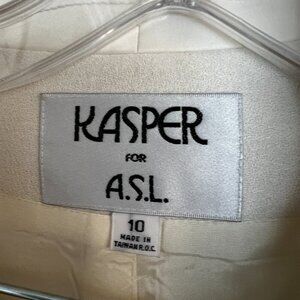 KASPER
FOR
A.S.L.
10
MADE IN
TAIWAN R.O.C.